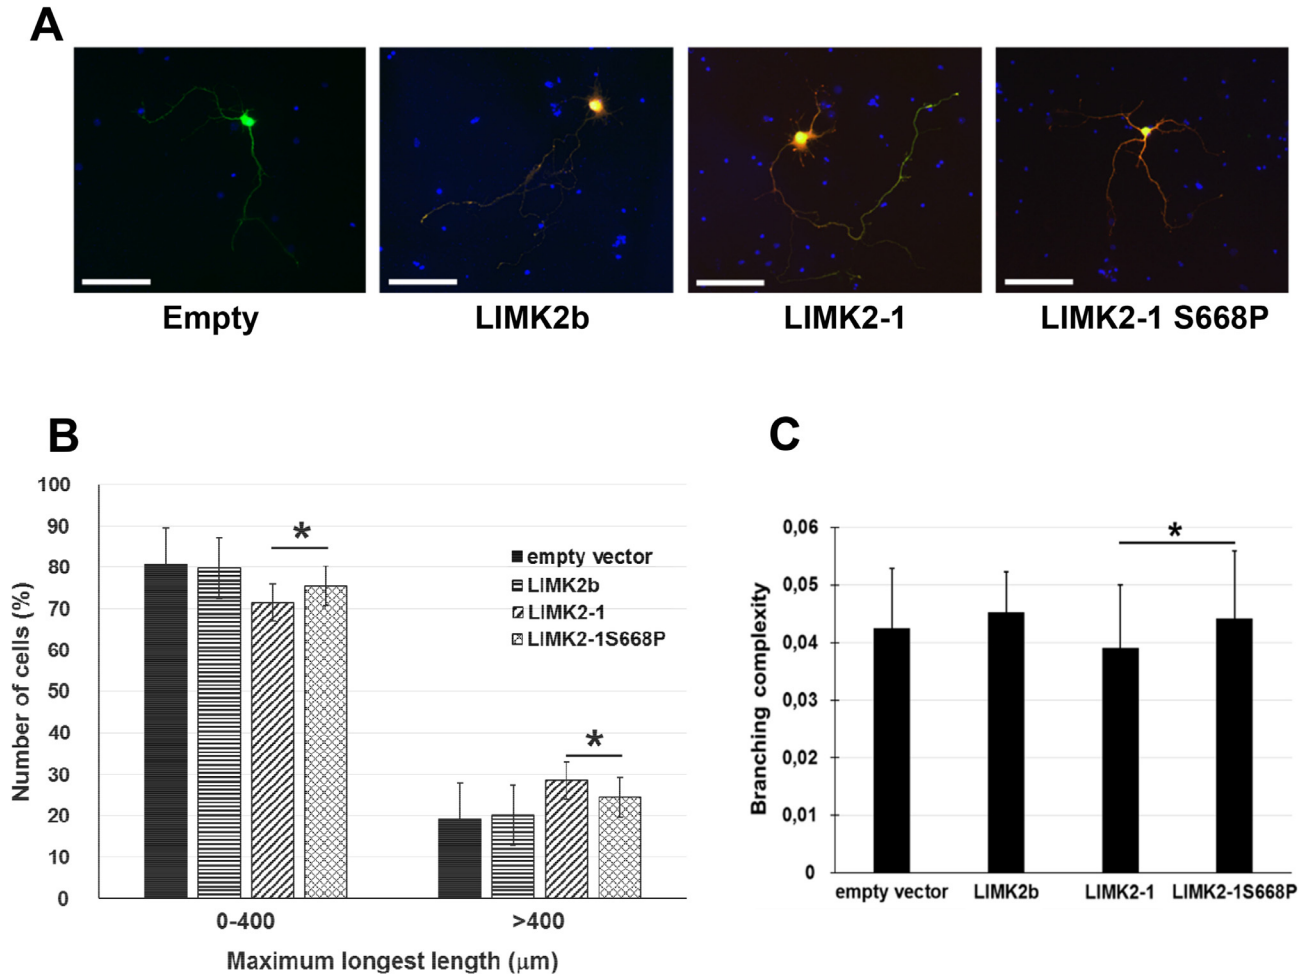 A
Empty
LIMK2b
LIMK2-1
LIMK2-1 S668P
B
100
90
80
70
60
50
40
30
20
10
0
Number of cells (%)
*
*
empty vector
LIMK2b
LIMK2-1
LIMK2-1S668P
0-400
>400
Maximum longest length (μm)
C
0,06
0,05
0,04
0,03
0,02
0,01
0
Branching complexity
*
empty vector
LIMK2b
LIMK2-1
LIMK2-1S668P